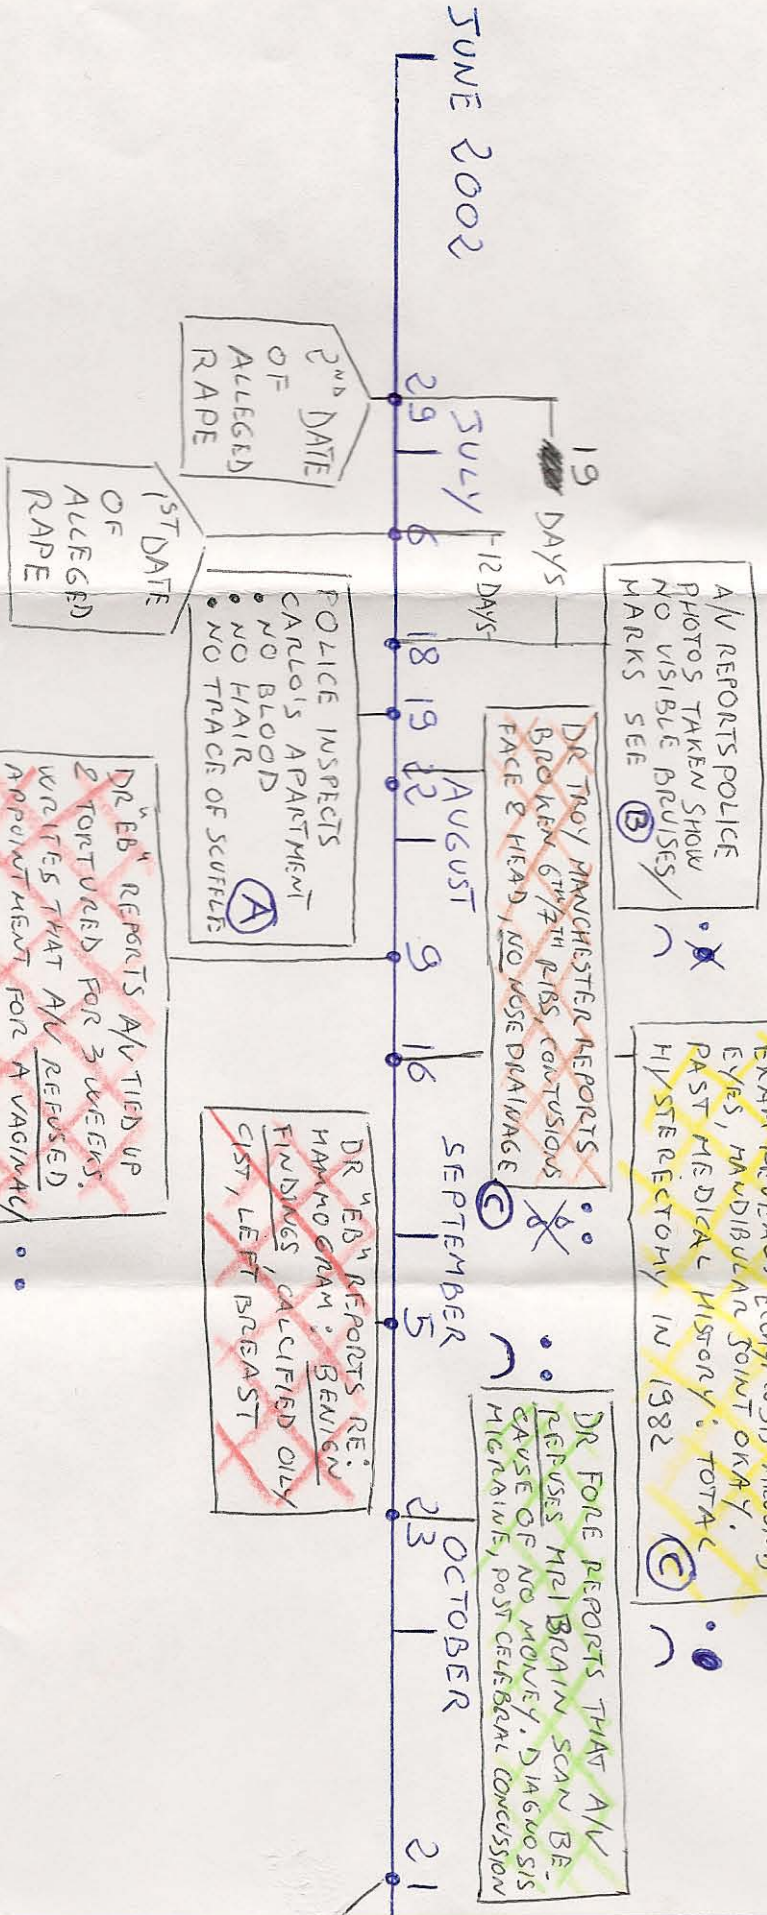 JUNE 2002
29
JULY
6
18
19
22
AUGUST
9
16
SEPTEMBER
5
23
OCTOBER
21
19
DAYS
12 DAYS
2ND DATE
OF
ALLEGED
RAPE
1ST DATE
OF
ALLEGED
RAPE
A/V REPORTS POLICE
PHOTOS TAKEN SHOW
NO VISIBLE BRUISES/
MARKS SEE B
POLICE INSPECTS
CARLO'S APARTMENT
• NO BLOOD
• NO HAIR
• NO TRACE OF SCUFFLE
A
DR TROY MANCHESTER REPORTS
BROKEN 6TH/7TH RIBS, CONTUSIONS
FACE & HEAD, NO NOSE DRAINAGE
C
DR "EB" REPORTS A/V TIED UP
& TORTURED FOR 3 WEEKS.
WRITES THAT A/V REFUSED
APPOINTMENT FOR A VAGINAL
EYES, MANDIBULAR JOINT OKAY.
PAST MEDICAL HISTORY: TOTAL
HYSTERECTOMY IN 1982
C
DR "EB" REPORTS RE:
MAMMOGRAM: BENIGN
FINDINGS, CALCIFIED OILY
CIST, LEFT BREAST
DR FORE REPORTS THAT A/V
REFUSES MRI BRAIN SCAN BE-
CAUSE OF NO MONEY. DIAGNOSIS
MIGRAINE, POST CELEBRAL CONCUSSION